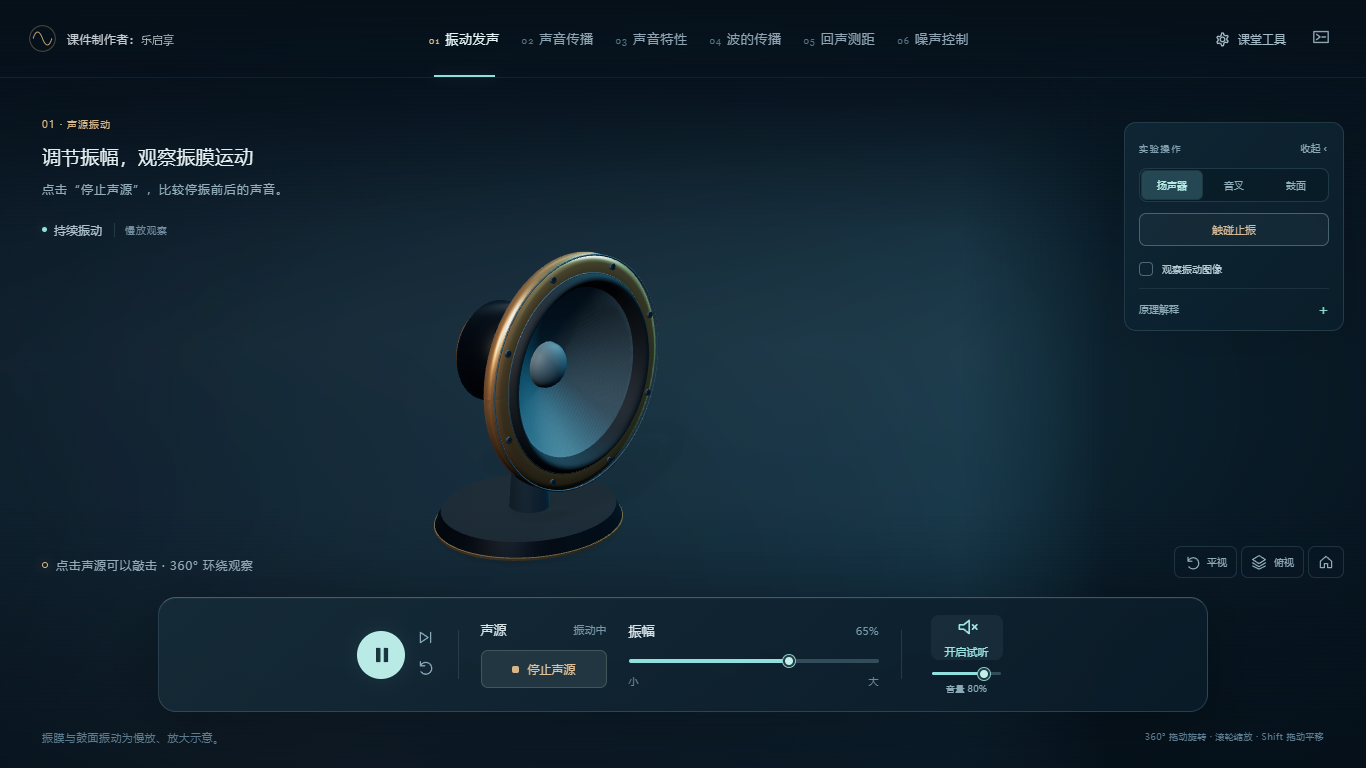 课件制作者：乐启享
01 振动发声
02 声音传播
03 声音特性
04 波的传播
05 回声测距
06 噪声控制
课堂工具
01 · 声源振动
调节振幅，观察振膜运动
点击“停止声源”，比较停振前后的声音。
持续振动
慢放观察
实验操作
收起 ‹
扬声器
音叉
鼓面
触碰止振
观察振动图像
原理解释
+
点击声源可以敲击 · 360° 环绕观察
平视
俯视
声源
振动中
停止声源
振幅
65%
小
大
开启试听
音量 80%
振膜与鼓面振动为慢放、放大示意。
360° 拖动旋转 · 滚轮缩放 · Shift 拖动平移